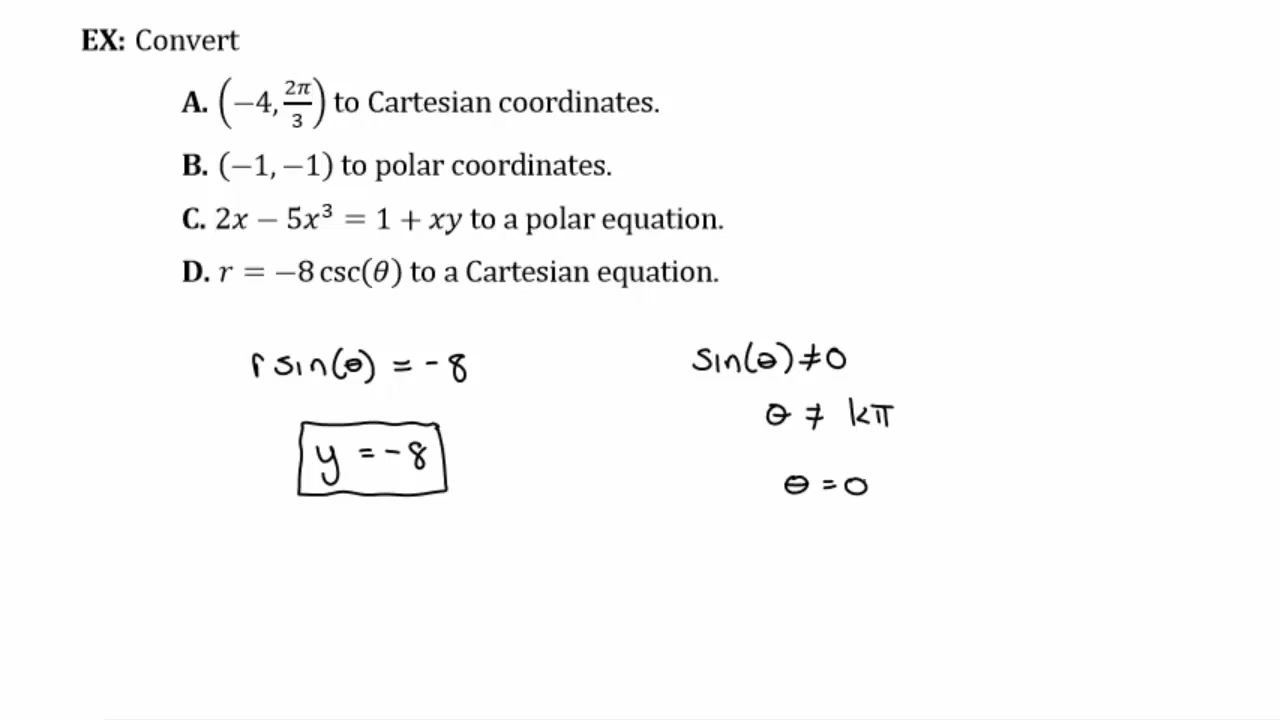 EX: Convert
A. (−4, 2π/3) to Cartesian coordinates.
B. (−1, −1) to polar coordinates.
C. 2x − 5x³ = 1 + xy to a polar equation.
D. r = −8 csc(θ) to a Cartesian equation.
r sin(θ) = -8
sin(θ) ≠ 0
θ ≠ kπ
y = -8
θ = 0